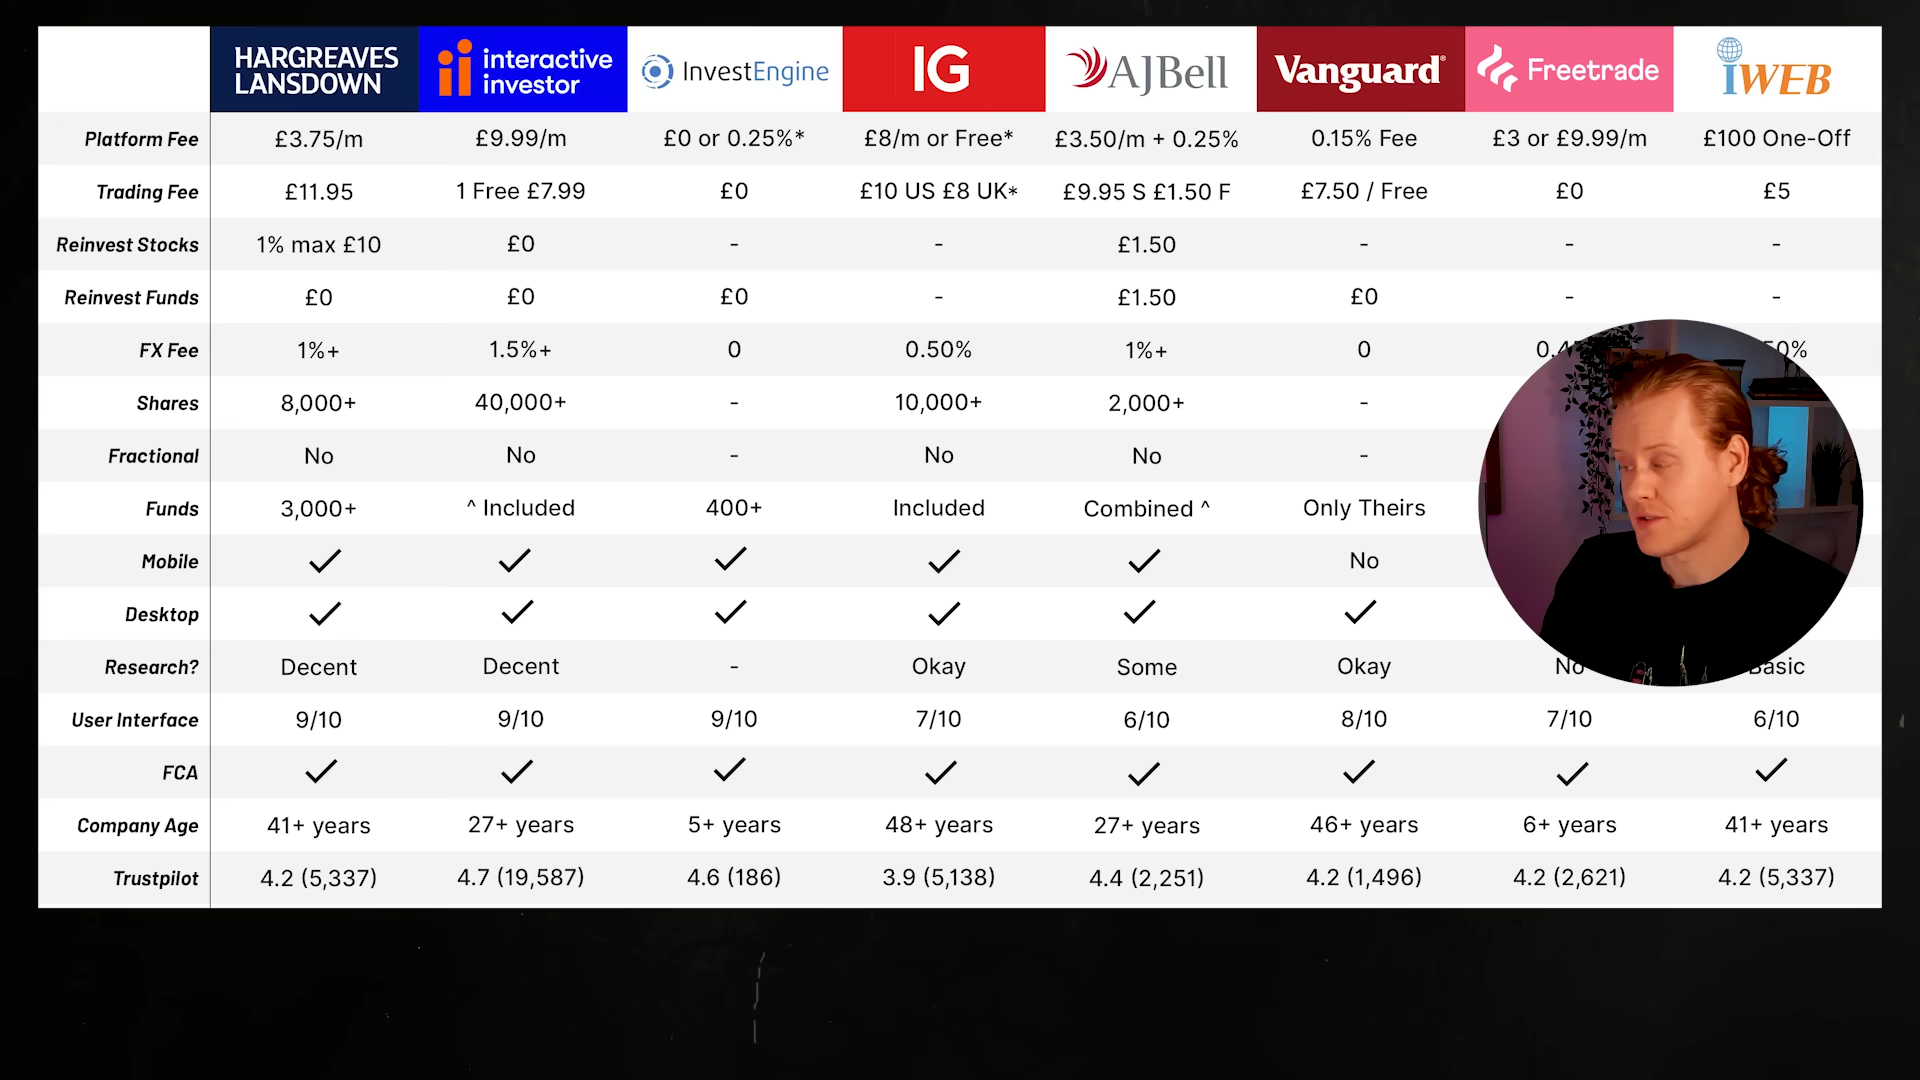 HARGREAVES LANSDOWN interactive investor InvestEngine IG AJBell Vanguard® Freetrade iWEB
Platform Fee £3.75/m £9.99/m £0 or 0.25%* £8/m or Free* £3.50/m + 0.25% 0.15% Fee £3 or £9.99/m £100 One-Off
Trading Fee £11.95 1 Free £7.99 £0 £10 US £8 UK* £9.95 S £1.50 F £7.50 / Free £0 £5
Reinvest Stocks 1% max £10 £0 - - £1.50 - - -
Reinvest Funds £0 £0 £0 - £1.50 £0 - -
FX Fee 1%+ 1.5%+ 0 0.50% 1%+ 0
Shares 8,000+ 40,000+ - 10,000+ 2,000+ -
Fractional No No - No No -
Funds 3,000+ ^ Included 400+ Included Combined ^ Only Theirs
Mobile ✓ ✓ ✓ ✓ ✓ No
Desktop ✓ ✓ ✓ ✓ ✓ ✓
Research? Decent Decent - Okay Some Okay No Basic
User Interface 9/10 9/10 9/10 7/10 6/10 8/10 7/10 6/10
FCA ✓ ✓ ✓ ✓ ✓ ✓ ✓ ✓
Company Age 41+ years 27+ years 5+ years 48+ years 27+ years 46+ years 6+ years 41+ years
Trustpilot 4.2 (5,337) 4.7 (19,587) 4.6 (186) 3.9 (5,138) 4.4 (2,251) 4.2 (1,496) 4.2 (2,621) 4.2 (5,337)